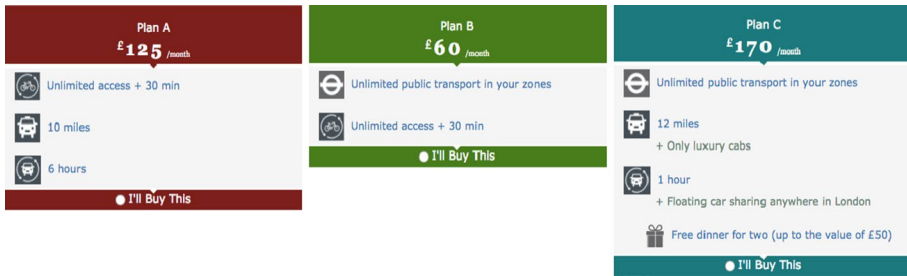 Plan A
£125 /month
Unlimited access + 30 min
10 miles
6 hours
I'll Buy This
Plan B
£60 /month
Unlimited public transport in your zones
Unlimited access + 30 min
I'll Buy This
Plan C
£170 /month
Unlimited public transport in your zones
12 miles
+ Only luxury cabs
1 hour
+ Floating car sharing anywhere in London
Free dinner for two (up to the value of £50)
I'll Buy This